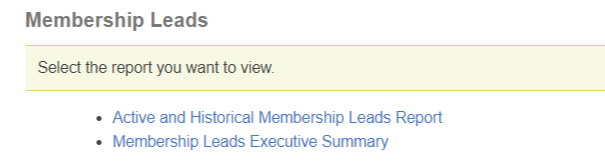 Membership Leads
Select the report you want to view.
Active and Historical Membership Leads Report
Membership Leads Executive Summary